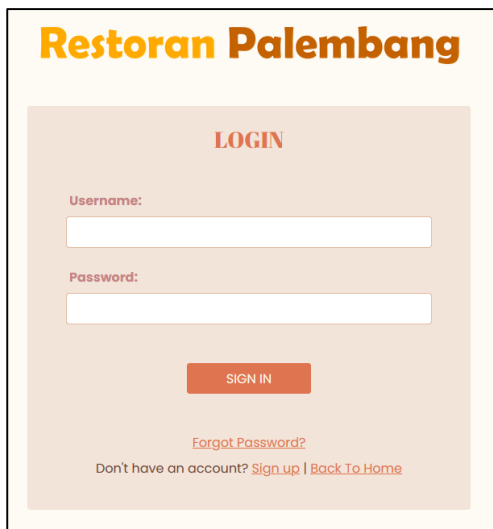 Restoran Palembang
LOGIN
Username:
Password:
SIGN IN
Forgot Password?
Don't have an account? Sign up | Back To Home